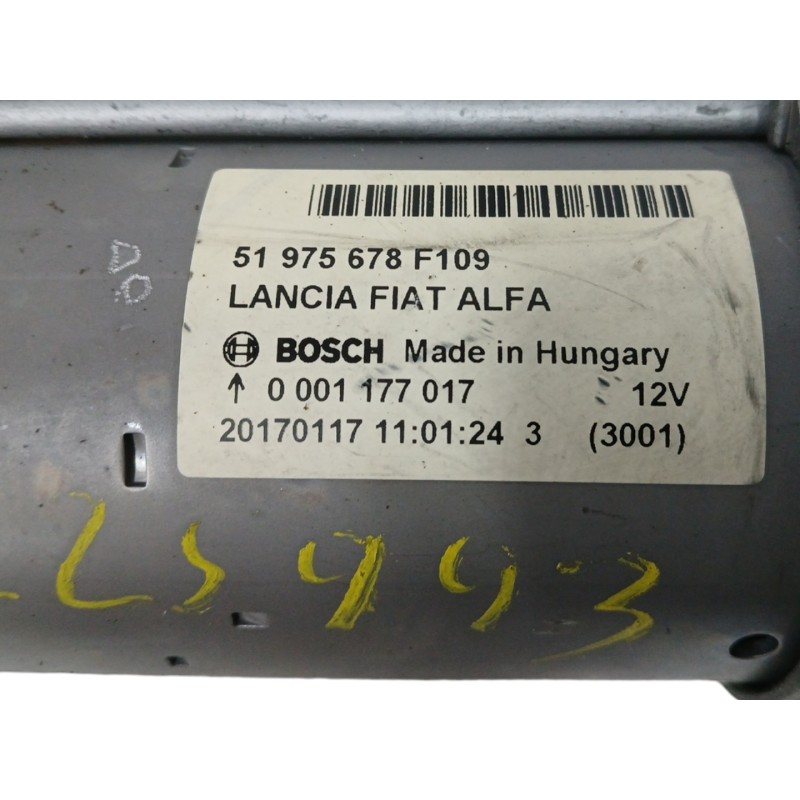 51 975 678 F109
LANCIA FIAT ALFA
BOSCH Made in Hungary
↑ 0 001 177 017 12V
20170117 11:01:24 3 (3001)